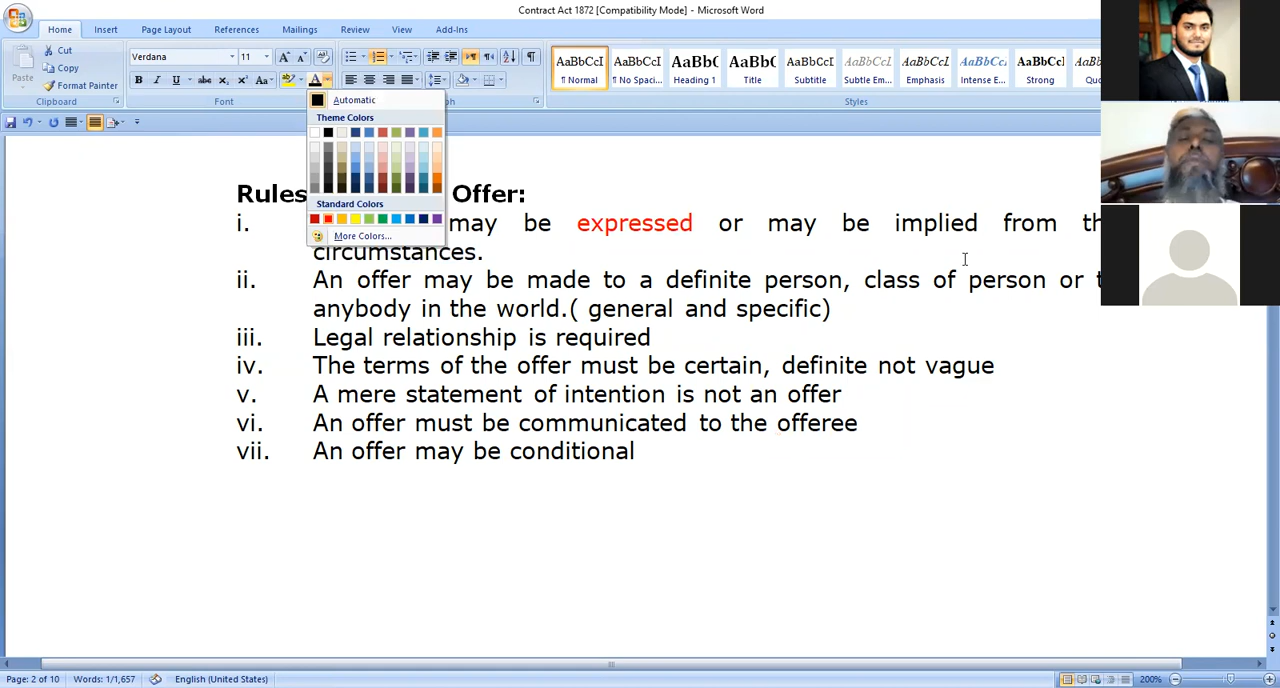 Contract Act 1872 [Compatibility Mode] - Microsoft Word
Home Insert Page Layout References Mailings Review View Add-Ins
Paste Cut Verdana 11 AaBbCcI AaBbCcI AaBbC AaBb AaBbCcI AaBbCcI AaBbCcL AaBbCcI AaBbCcl
Copy ¶ Normal ¶ No Spaci... Heading 1 Title Subtitle Subtle Em... Emphasis Intense E... Strong Quo
Format Painter B I U abc Aa A
Clipboard Font Styles
Automatic
Theme Colors
Standard Colors
More Colors...
Rules Offer:
i. may be expressed or may be implied from
circumstances.
ii. An offer may be made to a definite person, class of person or
anybody in the world.( general and specific)
iii. Legal relationship is required
iv. The terms of the offer must be certain, definite not vague
v. A mere statement of intention is not an offer
vi. An offer must be communicated to the offeree
vii. An offer may be conditional
Page: 2 of 10 Words: 1/1,657 English (United States) 200%